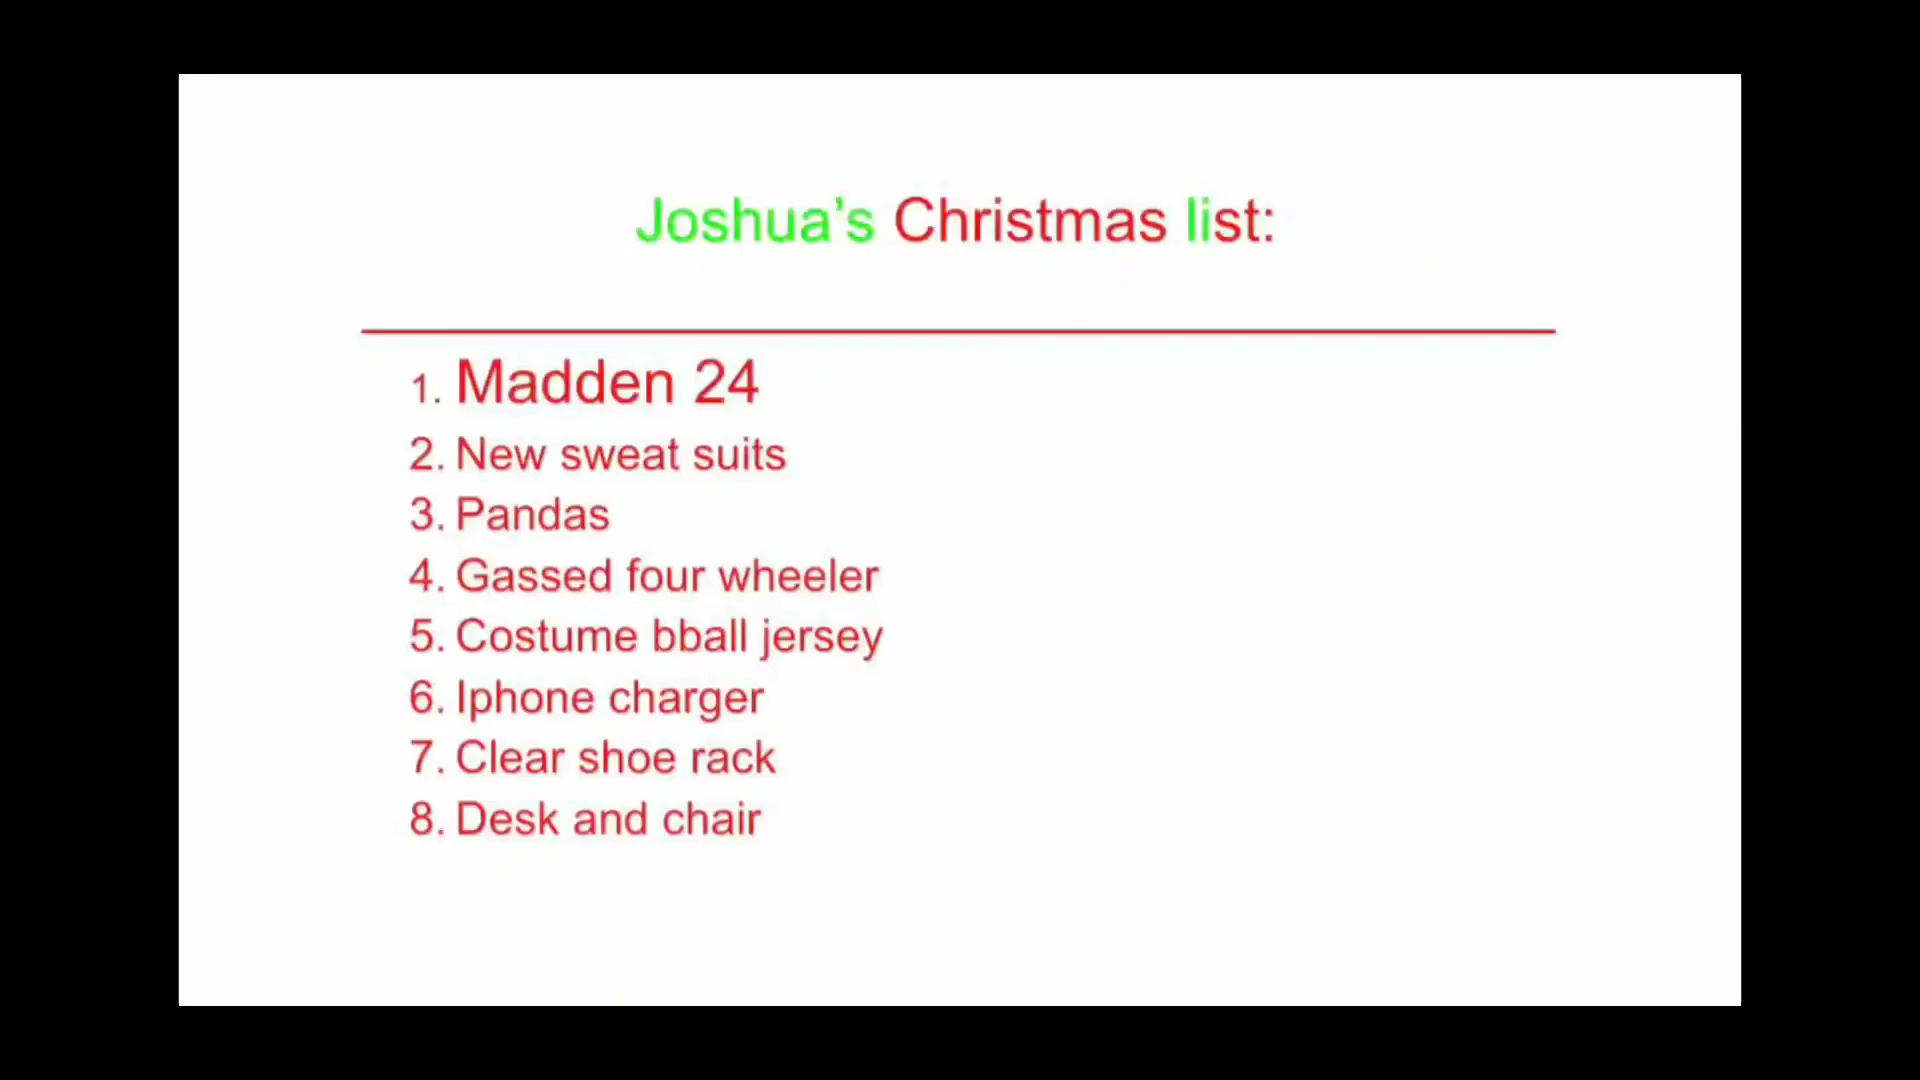 Joshua's Christmas list:
1. Madden 24
2. New sweat suits
3. Pandas
4. Gassed four wheeler
5. Costume bball jersey
6. Iphone charger
7. Clear shoe rack
8. Desk and chair